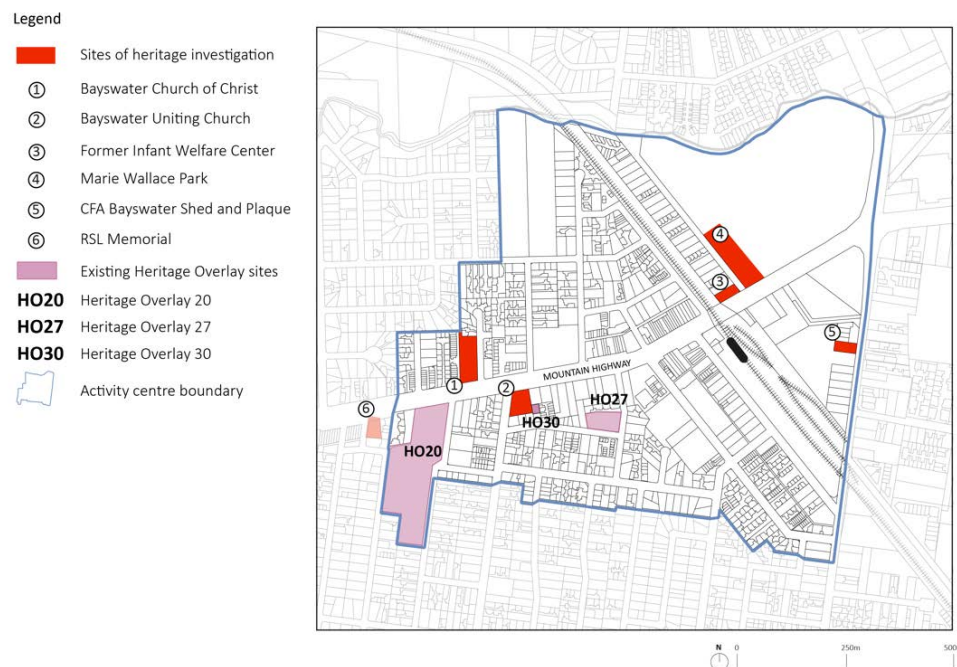 Legend
Sites of heritage investigation
1 Bayswater Church of Christ
2 Bayswater Uniting Church
3 Former Infant Welfare Center
4 Marie Wallace Park
5 CFA Bayswater Shed and Plaque
6 RSL Memorial
Existing Heritage Overlay sites
HO20 Heritage Overlay 20
HO27 Heritage Overlay 27
HO30 Heritage Overlay 30
Activity centre boundary
4
3
5
MOUNTAIN HIGHWAY
1
2
HO27
6
HO30
HO20
N 0 250m 500